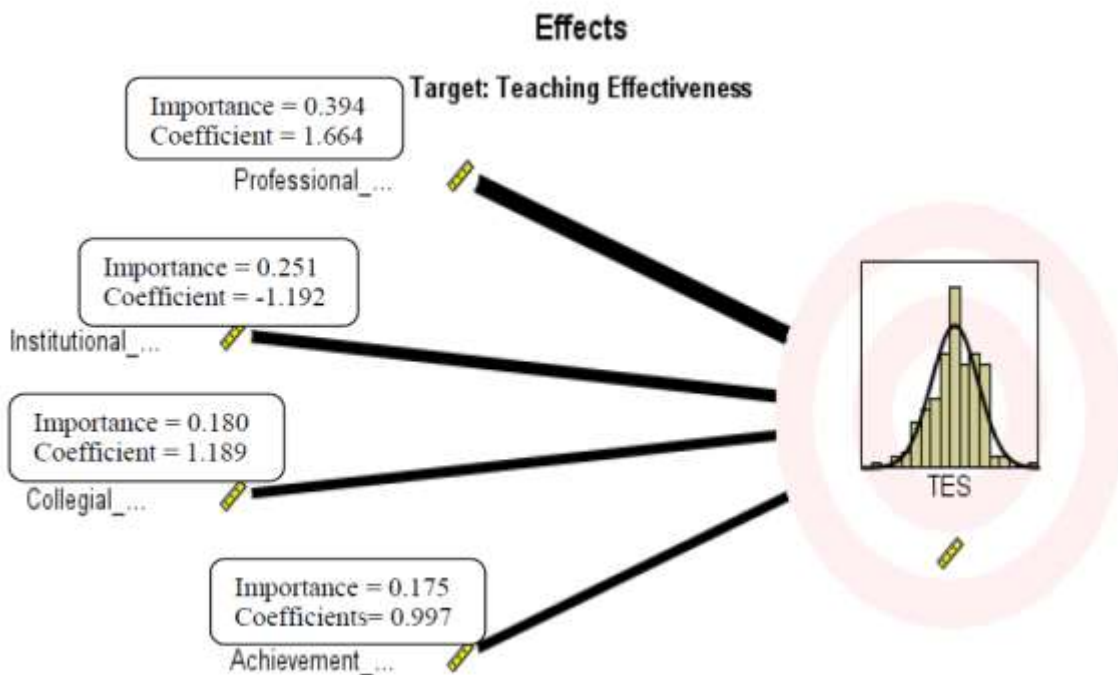 Effects
Target: Teaching Effectiveness
Importance = 0.394
Coefficient = 1.664
Professional_...
Importance = 0.251
Coefficient = -1.192
Institutional_...
Importance = 0.180
Coefficient = 1.189
Collegial_...
TES
Importance = 0.175
Coefficients= 0.997
Achievement_...